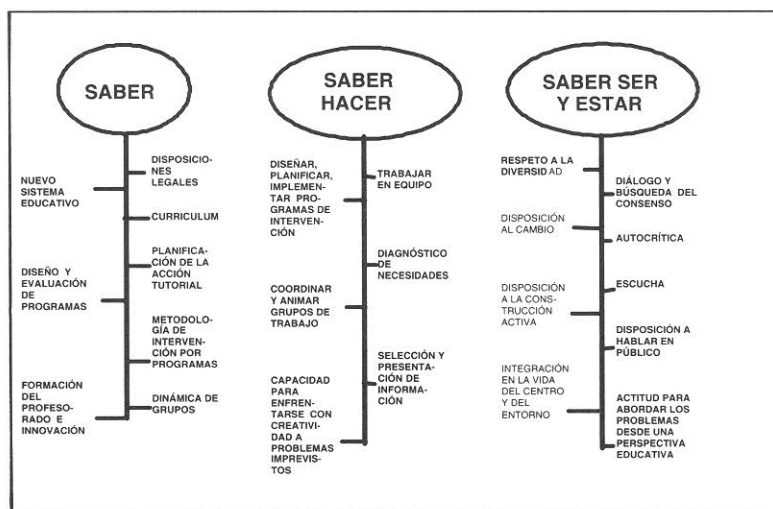 SABER
NUEVO
SISTEMA
EDUCATIVO
DISPOSICIO-
NES
LEGALES
CURRICULUM
DISEÑO Y
EVALUACIÓN
DE
PROGRAMAS
PLANIFICA-
CIÓN DE LA
ACCIÓN
TUTORIAL
METODOLO-
GÍA DE
INTERVEN-
CIÓN POR
PROGRAMAS
FORMACIÓN
DEL
PROFESO-
RADO E
INNOVACIÓN
DINÁMICA DE
GRUPOS
SABER
HACER
DISEÑAR,
PLANIFICAR,
IMPLEMEN-
TAR PRO-
GRAMAS DE
INTERVEN-
CIÓN
TRABAJAR
EN EQUIPO
DIAGNÓSTICO
DE
NECESIDADES
COORDINAR
Y ANIMAR
GRUPOS DE
TRABAJO
SELECCIÓN Y
PRESENTA-
CIÓN DE
INFORMA-
CIÓN
CAPACIDAD
PARA
ENFREN-
TARSE CON
CREATIVI-
DAD A
PROBLEMAS
IMPREVIS-
TOS
SABER SER
Y ESTAR
RESPETO A LA
DIVERSIDAD
DIÁLOGO Y
BÚSQUEDA DEL
CONSENSO
DISPOSICIÓN
AL CAMBIO
AUTOCRÍTICA
ESCUCHA
DISPOSICIÓN
A LA CONS-
TRUCCIÓN
ACTIVA
DISPOSICIÓN A
HABLAR EN
PÚBLICO
INTEGRACIÓN
EN LA VIDA
DEL CENTRO
Y DEL
ENTORNO
ACTITUD PARA
ABORDAR LOS
PROBLEMAS
DESDE UNA
PERSPECTIVA
EDUCATIVA